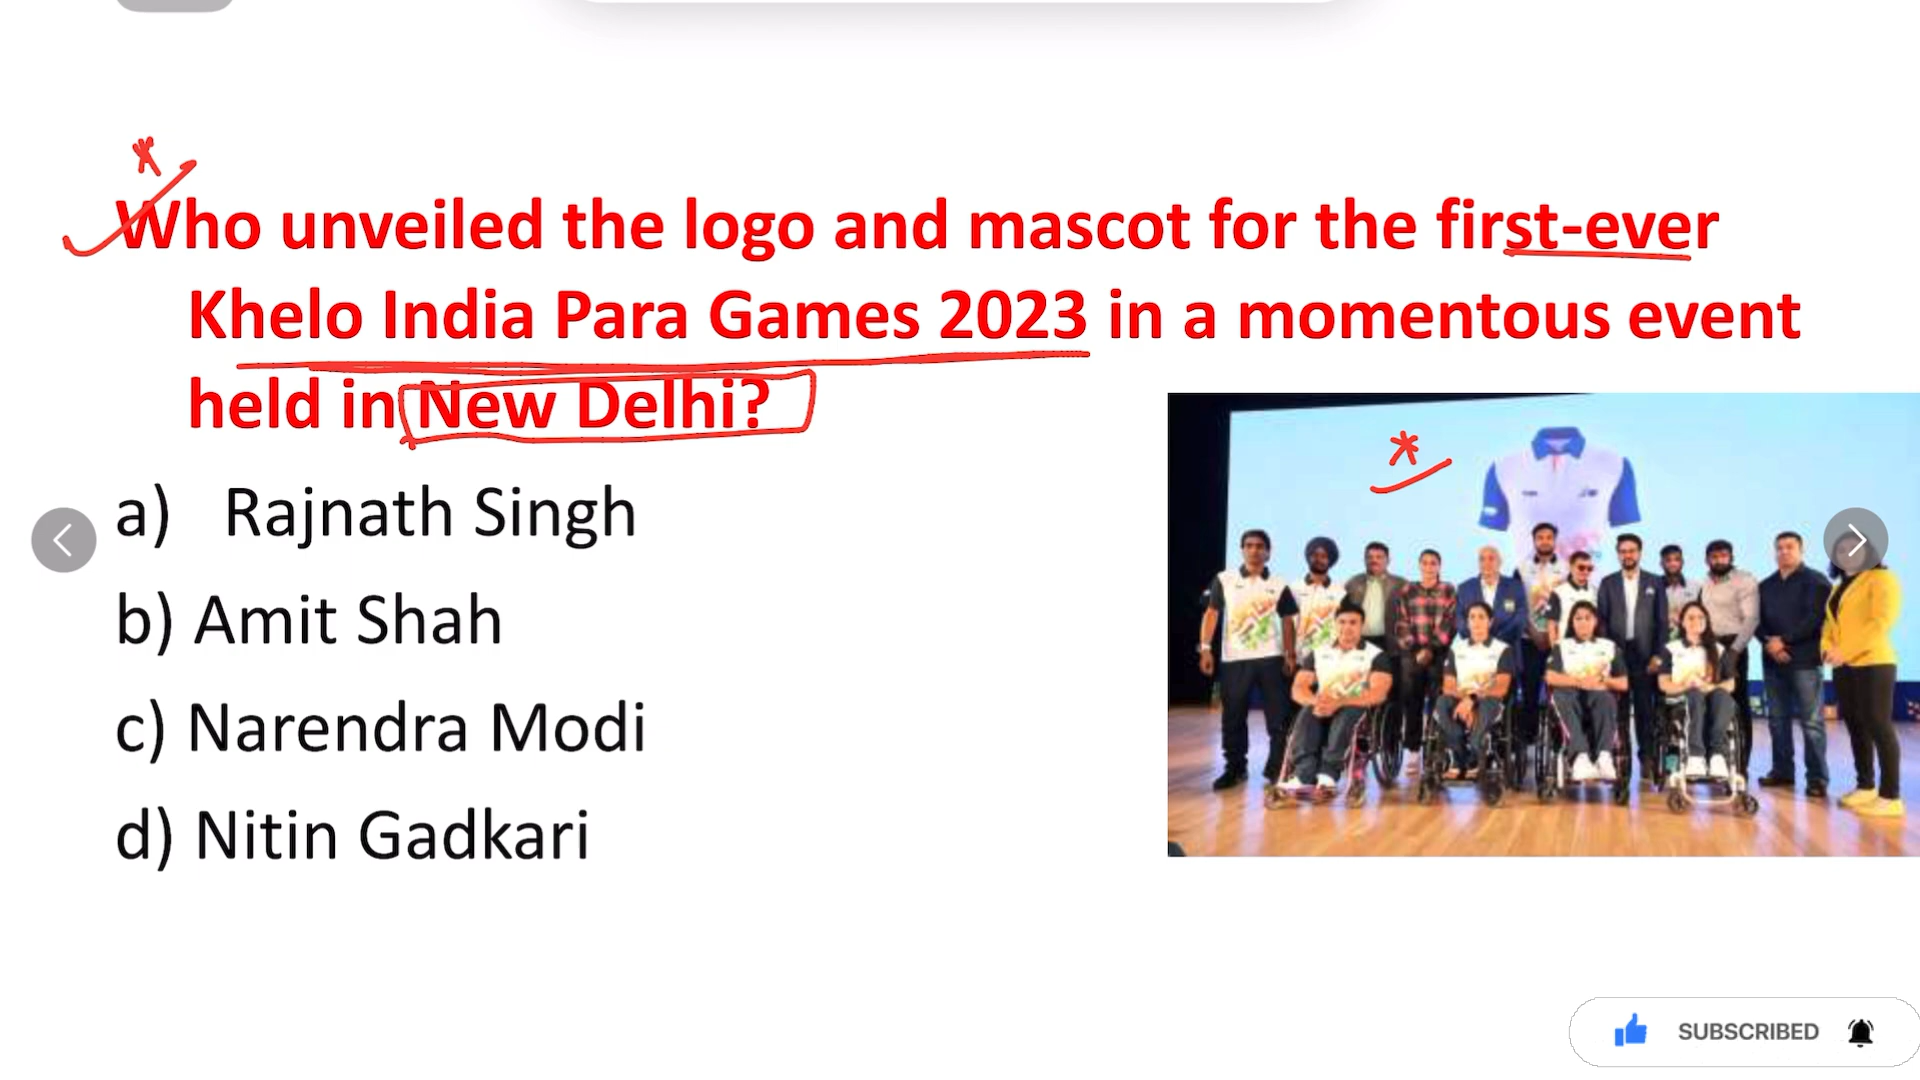 Who unveiled the logo and mascot for the first-ever
Khelo India Para Games 2023 in a momentous event
held in New Delhi?
a) Rajnath Singh
b) Amit Shah
c) Narendra Modi
d) Nitin Gadkari
SUBSCRIBED